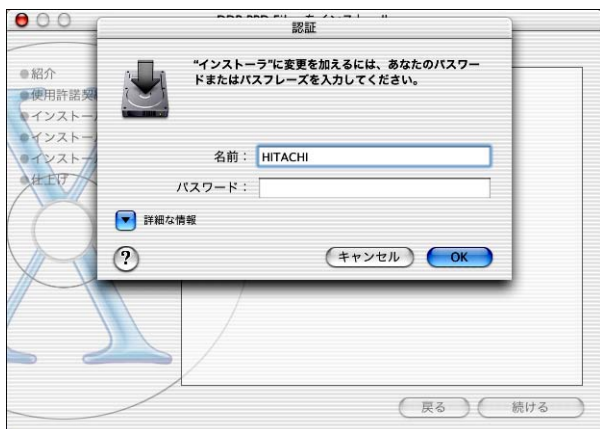 認証
"インストーラ"に変更を加えるには、あなたのパスワー
ドまたはパスフレーズを入力してください。
名前： HITACHI
パスワード：
詳細な情報
?
キャンセル
OK
紹介
使用許諾契
インストー
インストー
インストー
仕上げ
戻る
続ける